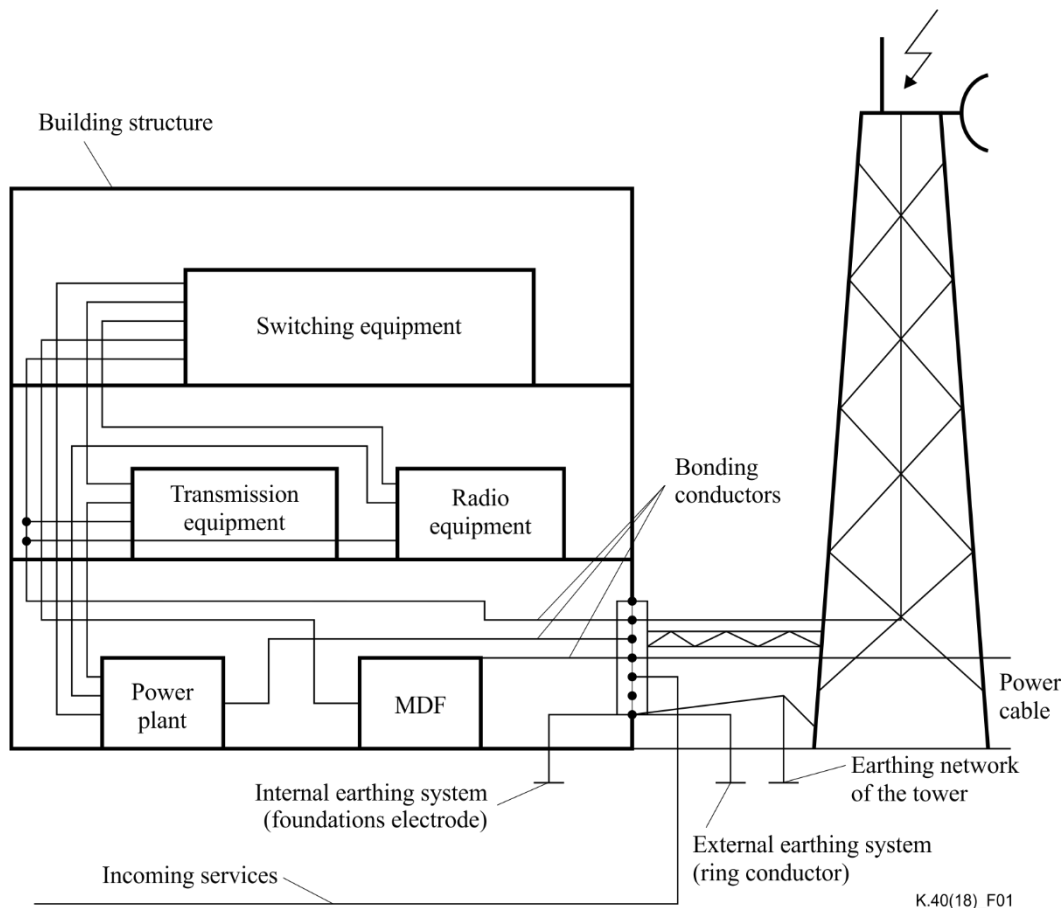 Building structure
Switching equipment
Transmission
equipment
Radio
equipment
Bonding
conductors
Power
plant
MDF
Power
cable
Internal earthing system
(foundations electrode)
Earthing network
of the tower
External earthing system
(ring conductor)
Incoming services
K.40(18)_F01